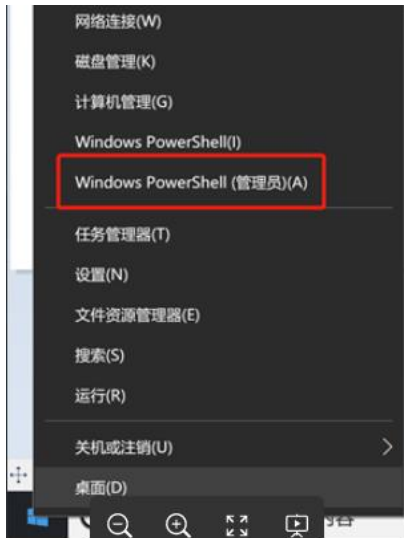 网络连接(W)
磁盘管理(K)
计算机管理(G)
Windows PowerShell(I)
Windows PowerShell (管理员)(A)
任务管理器(T)
设置(N)
文件资源管理器(E)
搜索(S)
运行(R)
关机或注销(U)
桌面(D)